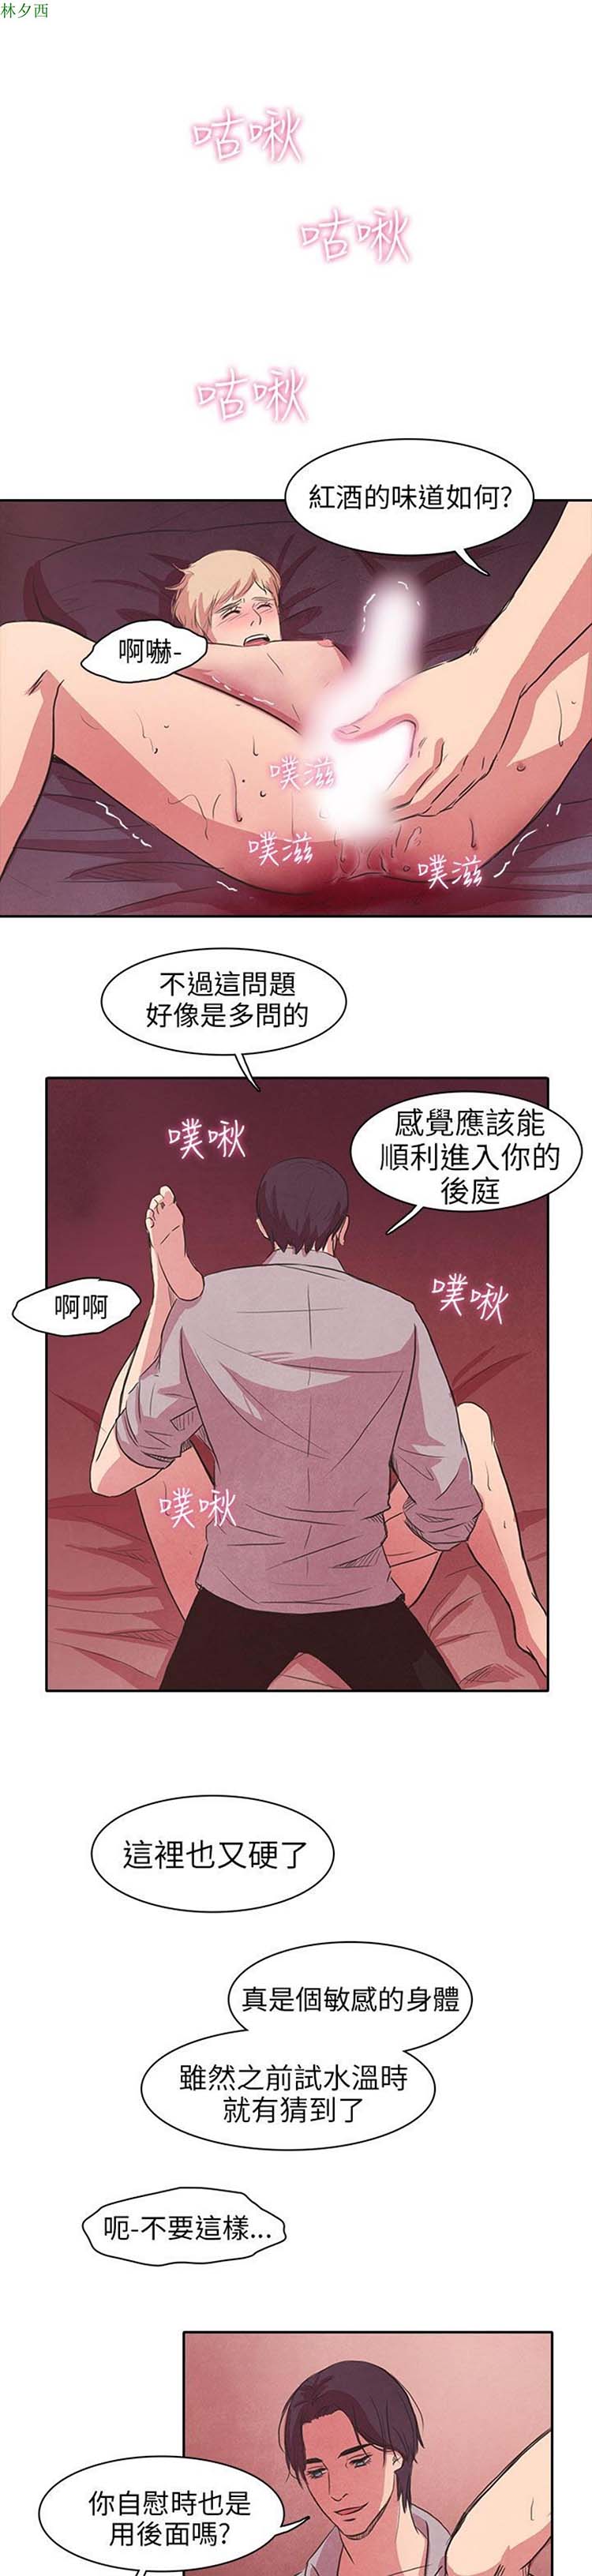 林夕西
咕啾
咕啾
咕啾
紅酒的味道如何?
啊嚇-
噗滋
噗滋
噗滋
不過這問題
好像是多問的
噗啾
感覺應該能
順利進入你的
後庭
啊啊
噗啾
噗啾
這裡也又硬了
真是個敏感的身體
雖然之前試水溫時
就有猜到了
呃-不要這樣...
你自慰時也是
用後面嗎?